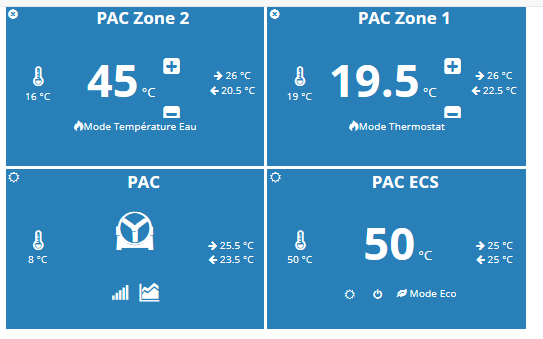 PAC Zone 2
45 °C
16 °C
26 °C
20.5 °C
Mode Température Eau
PAC Zone 1
19.5 °C
19 °C
26 °C
22.5 °C
Mode Thermostat
PAC
8 °C
25.5 °C
23.5 °C
PAC ECS
50 °C
50 °C
25 °C
25 °C
Mode Eco